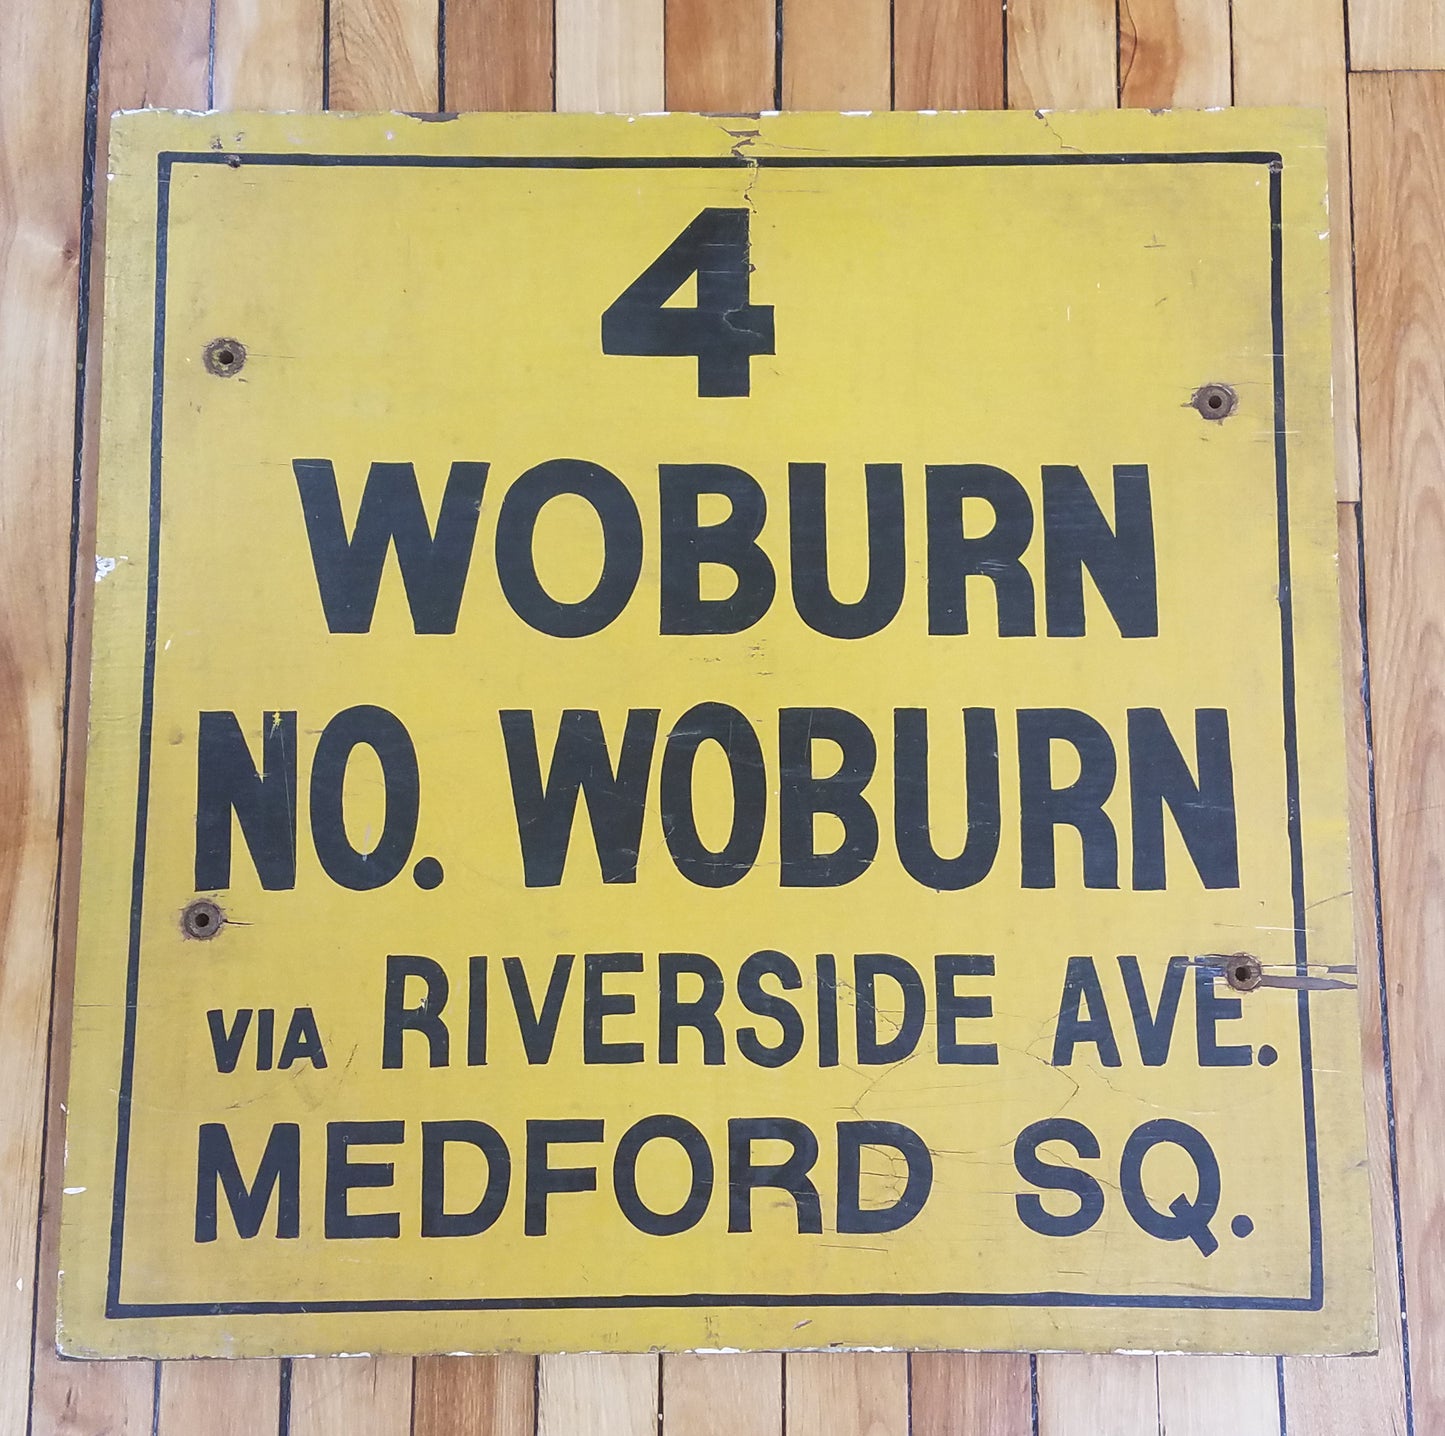 4
WOBURN
NO. WOBURN
VIA RIVERSIDE AVE.
MEDFORD SQ.